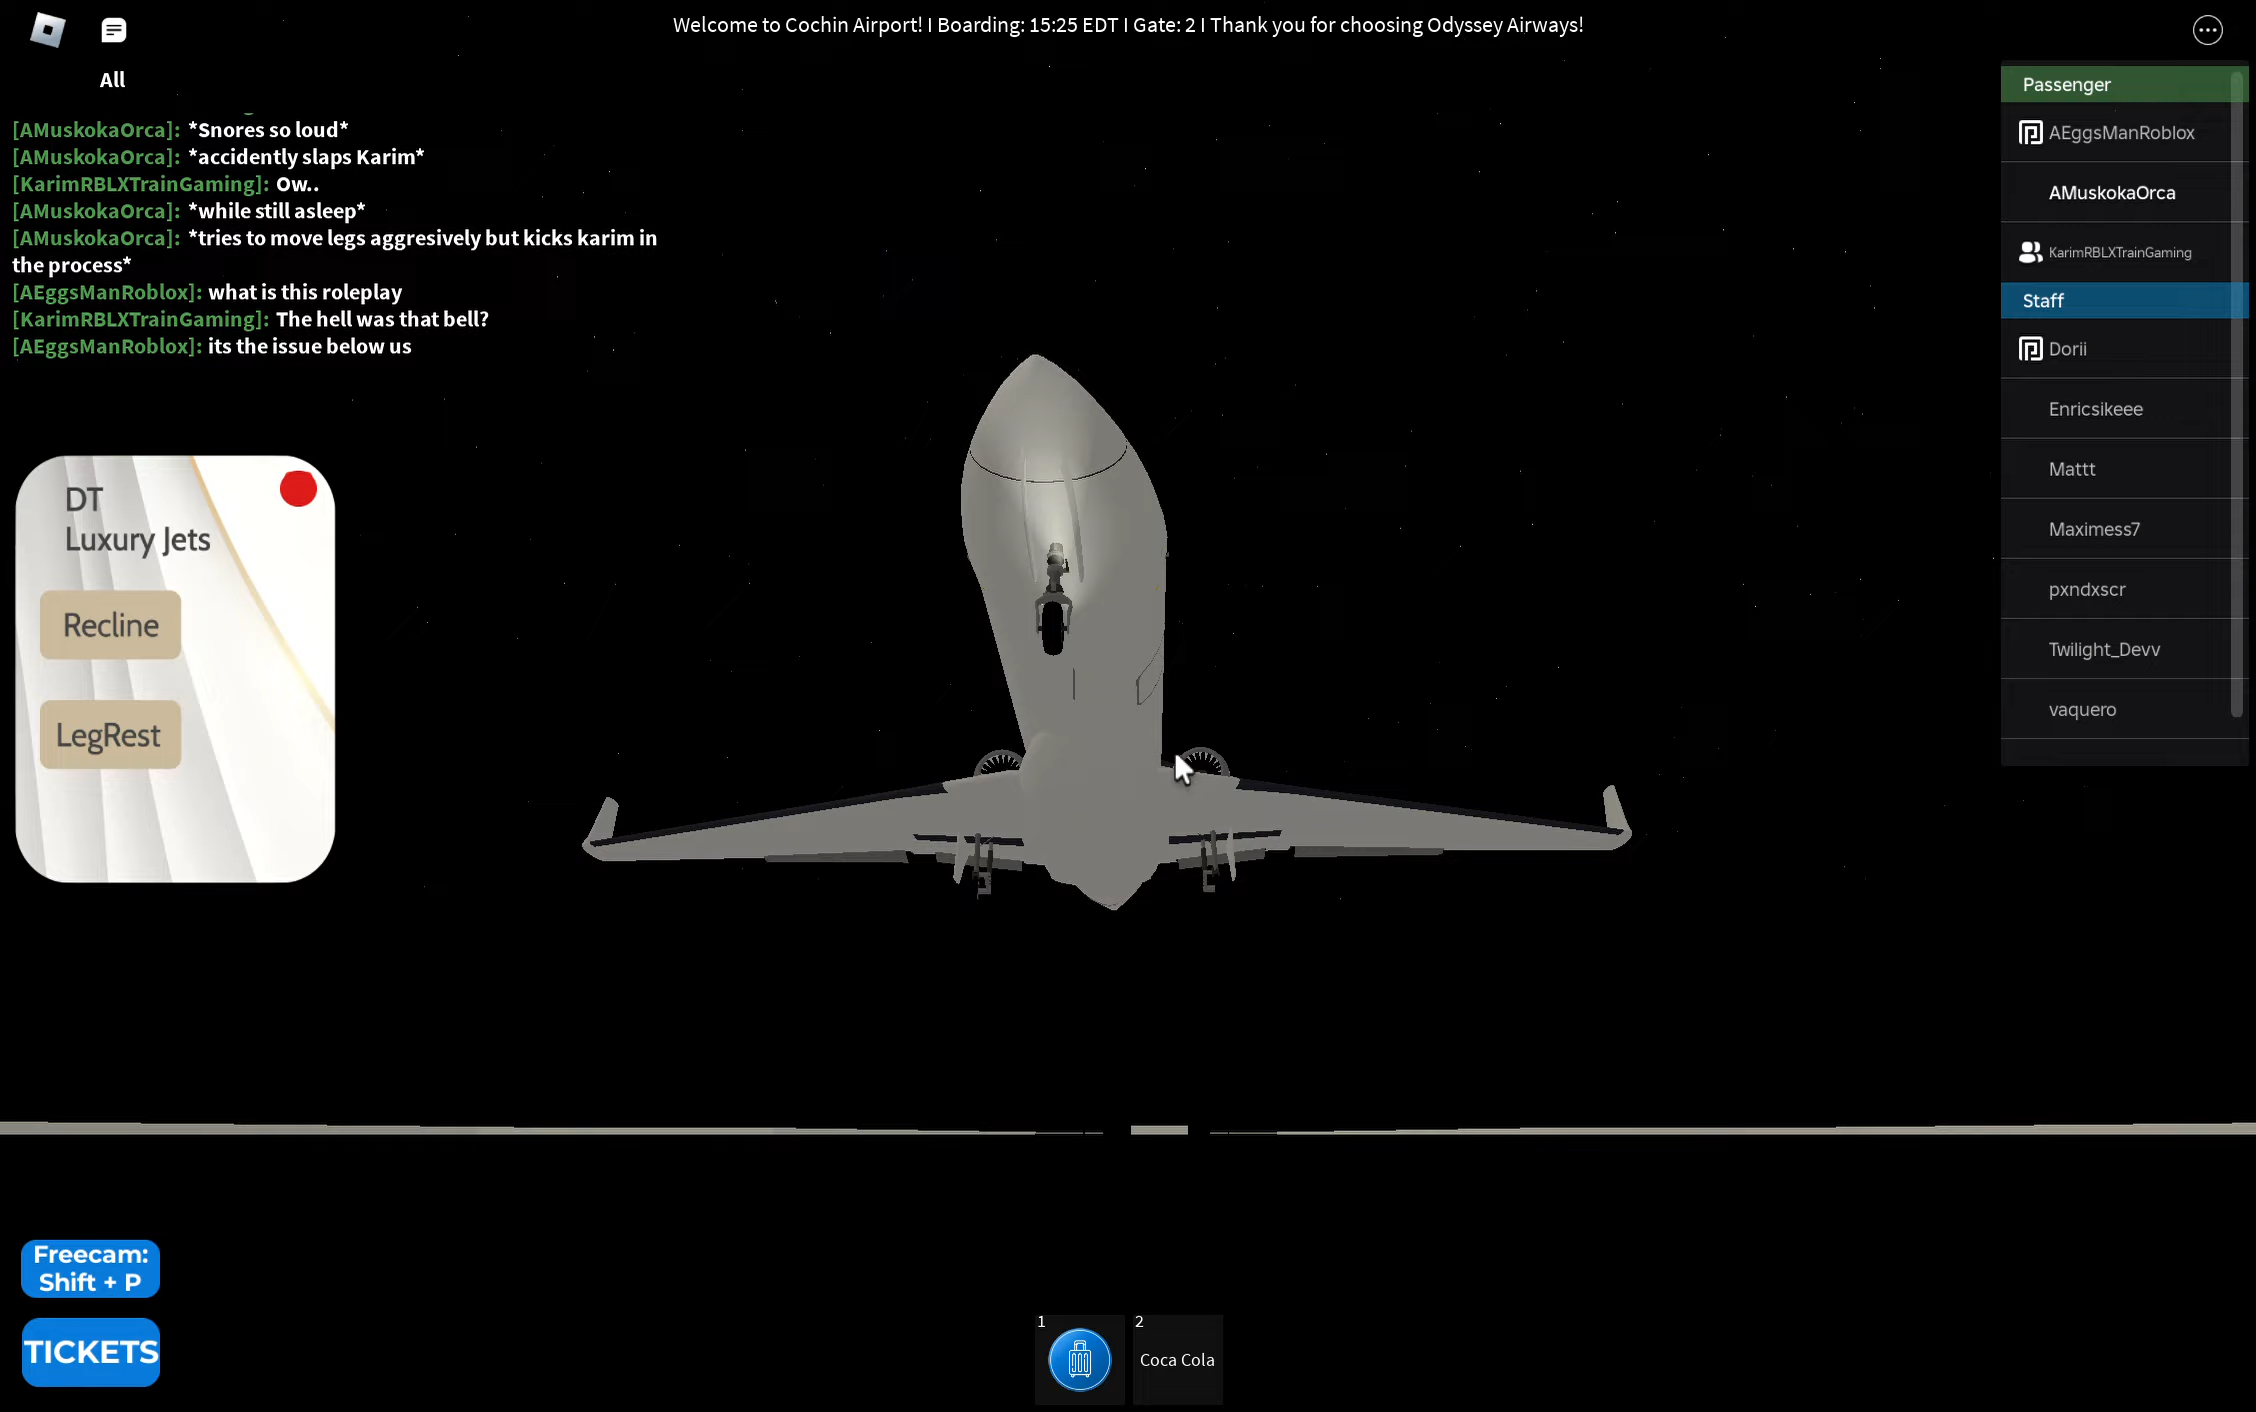 Welcome to Cochin Airport! I Boarding: 15:25 EDT I Gate: 2 I Thank you for choosing Odyssey Airways!
All
[AMuskokaOrca]: *Snores so loud*
[AMuskokaOrca]: *accidently slaps Karim*
[KarimRBLXTrainGaming]: Ow..
[AMuskokaOrca]: *while still asleep*
[AMuskokaOrca]: *tries to move legs aggresively but kicks karim in
the process*
[AEggsManRoblox]: what is this roleplay
[KarimRBLXTrainGaming]: The hell was that bell?
[AEggsManRoblox]: its the issue below us
DT
Luxury Jets
Recline
LegRest
Passenger
AEggsManRoblox
AMuskokaOrca
KarimRBLXTrainGaming
Staff
Dorii
Enricsikeee
Mattt
Maximess7
pxndxscr
Twilight_Devv
vaquero
Freecam:
Shift + P
TICKETS
1
2
Coca Cola